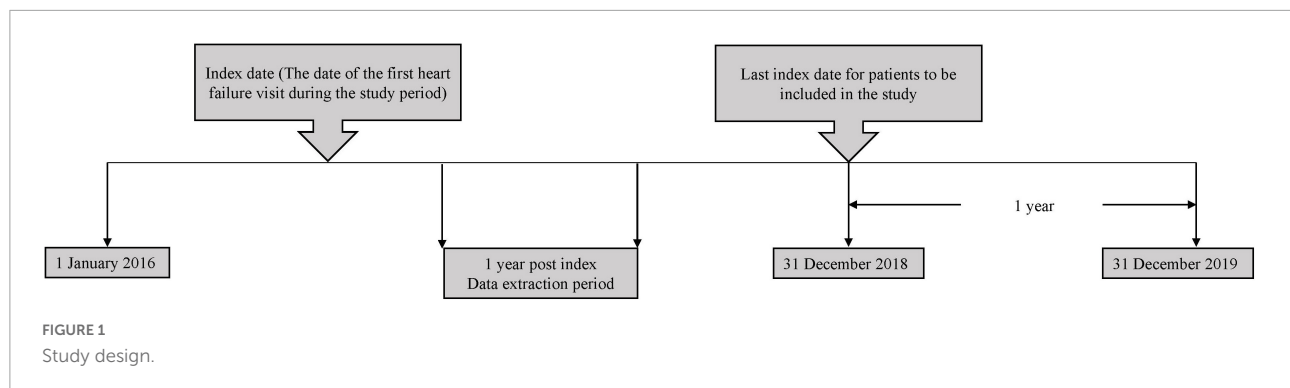 Index date (The date of the first heart
failure visit during the study period)
Last index date for patients to be
included in the study
1 year
1 January 2016
1 year post index
Data extraction period
31 December 2018
31 December 2019
FIGURE 1
Study design.